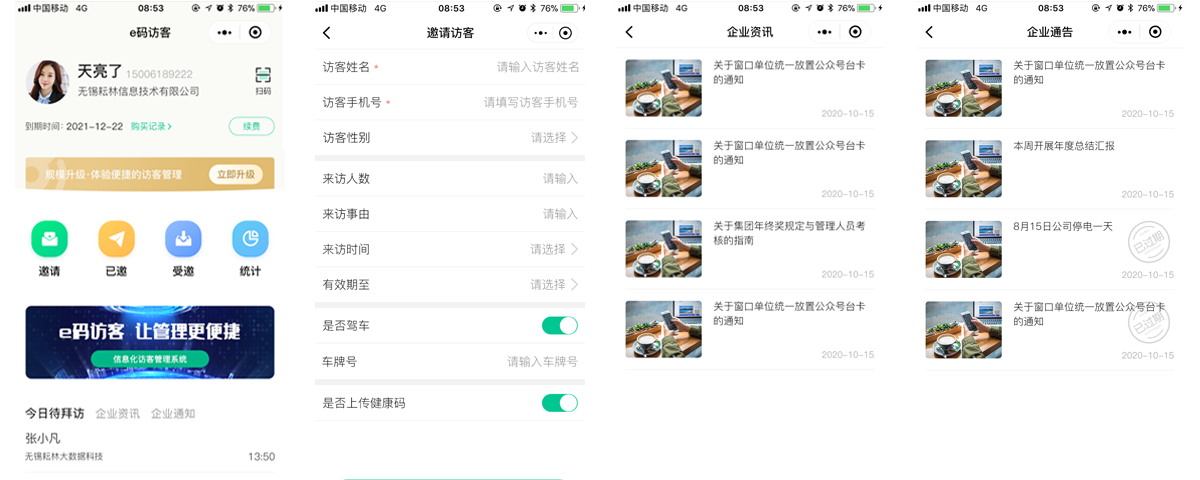 中国移动 4G 08:53 76%
e码访客
天亮了 15006189222
无锡耘林信息技术有限公司
扫码
到期时间: 2021-12-22 购买记录 续费
规模升级·体验便捷的访客管理 立即升级
邀请 已邀 受邀 统计
e码访客 让管理更便捷
信息化访客管理系统
今日待拜访 企业资讯 企业通知
张小凡
无锡耘林大数据科技 13:50
中国移动 4G 08:53 76%
邀请访客
访客姓名 * 请输入访客姓名
访客手机号 * 请填写访客手机号
访客性别 请选择
来访人数 请输入
来访事由 请输入
来访时间 请选择
有效期至 请选择
是否驾车
车牌号 请输入车牌号
是否上传健康码
中国移动 4G 08:53 76%
企业资讯
关于窗口单位统一放置公众号台卡
的通知
2020-10-15
关于窗口单位统一放置公众号台卡
的通知
2020-10-15
关于集团年终奖规定与管理人员考
核的指南
2020-10-15
关于窗口单位统一放置公众号台卡
的通知
2020-10-15
中国移动 4G 08:53 76%
企业通告
关于窗口单位统一放置公众号台卡
的通知
2020-10-15
本周开展年度总结汇报
2020-10-15
8月15日公司停电一天
已过期
2020-10-15
关于窗口单位统一放置公众号台卡
的通知
已过期
2020-10-15